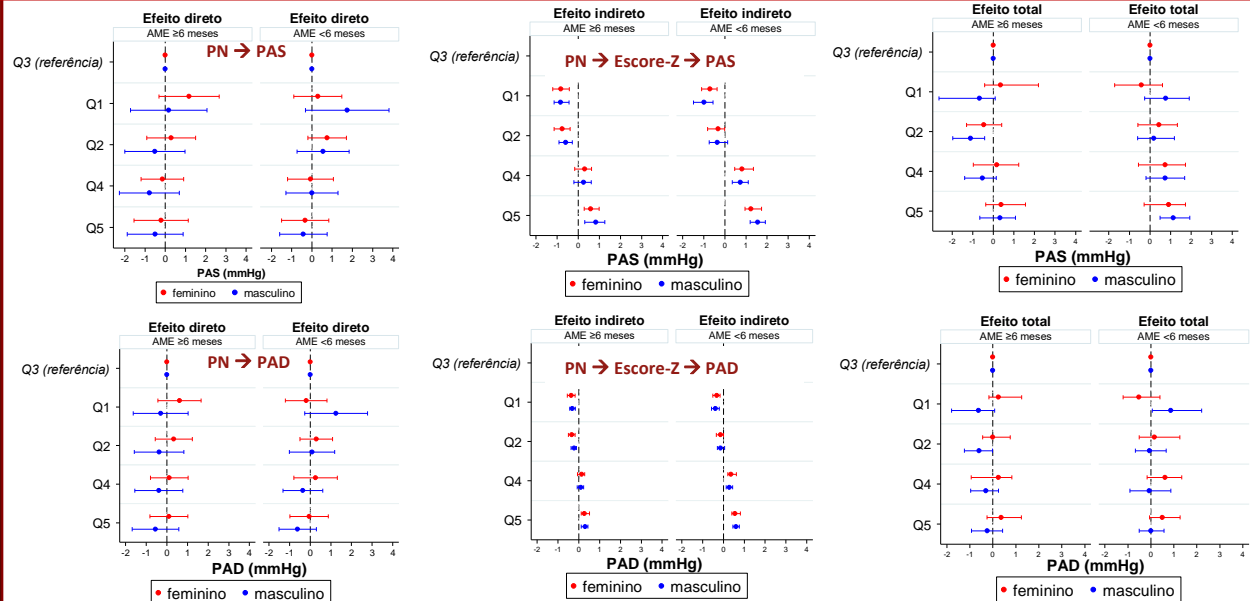 Efeito direto Efeito direto
AME ≥6 meses AME <6 meses
PN → PAS
Q3 (referência)
Q1
Q2
Q4
Q5
-2 -1 0 1 2 3 4 -2 -1 0 1 2 3 4
PAS (mmHg)
feminino masculino
Efeito indireto Efeito indireto
AME ≥6 meses AME <6 meses
PN → Escore-Z → PAS
Q1
Q2
Q4
Q5
-2 -1 0 1 2 3 4 -2 -1 0 1 2 3 4
PAS (mmHg)
feminino masculino
Efeito total Efeito total
AME ≥6 meses AME <6 meses
Q3 (referência)
Q1
Q2
Q4
Q5
-2 -1 0 1 2 3 4 -2 -1 0 1 2 3 4
PAS (mmHg)
feminino masculino
Efeito direto Efeito direto
AME ≥6 meses AME <6 meses
PN → PAD
Q3 (referência)
Q1
Q2
Q4
Q5
-2 -1 0 1 2 3 4 -2 -1 0 1 2 3 4
PAD (mmHg)
feminino masculino
Efeito indireto Efeito indireto
AME ≥6 meses AME <6 meses
PN → Escore-Z → PAD
Q1
Q2
Q4
Q5
-2 -1 0 1 2 3 4 -2 -1 0 1 2 3 4
PAD (mmHg)
feminino masculino
Efeito total Efeito total
AME ≥6 meses AME <6 meses
Q3 (referência)
Q1
Q2
Q4
Q5
-2 -1 0 1 2 3 4 -2 -1 0 1 2 3 4
PAD (mmHg)
feminino masculino